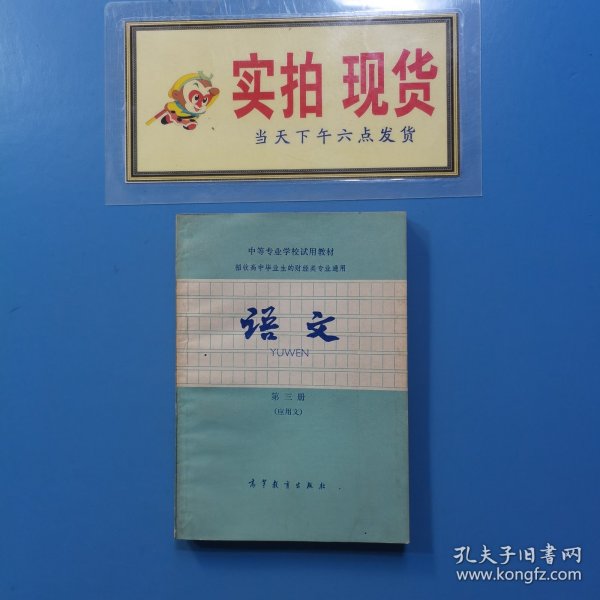 实拍 现货
当天下午六点发货
中等专业学校试用教材
招收高中毕业生的财经类专业通用
语文
YUWEN
第三册
(应用文)
高等教育出版社
孔夫子旧书网
www.kongfz.com